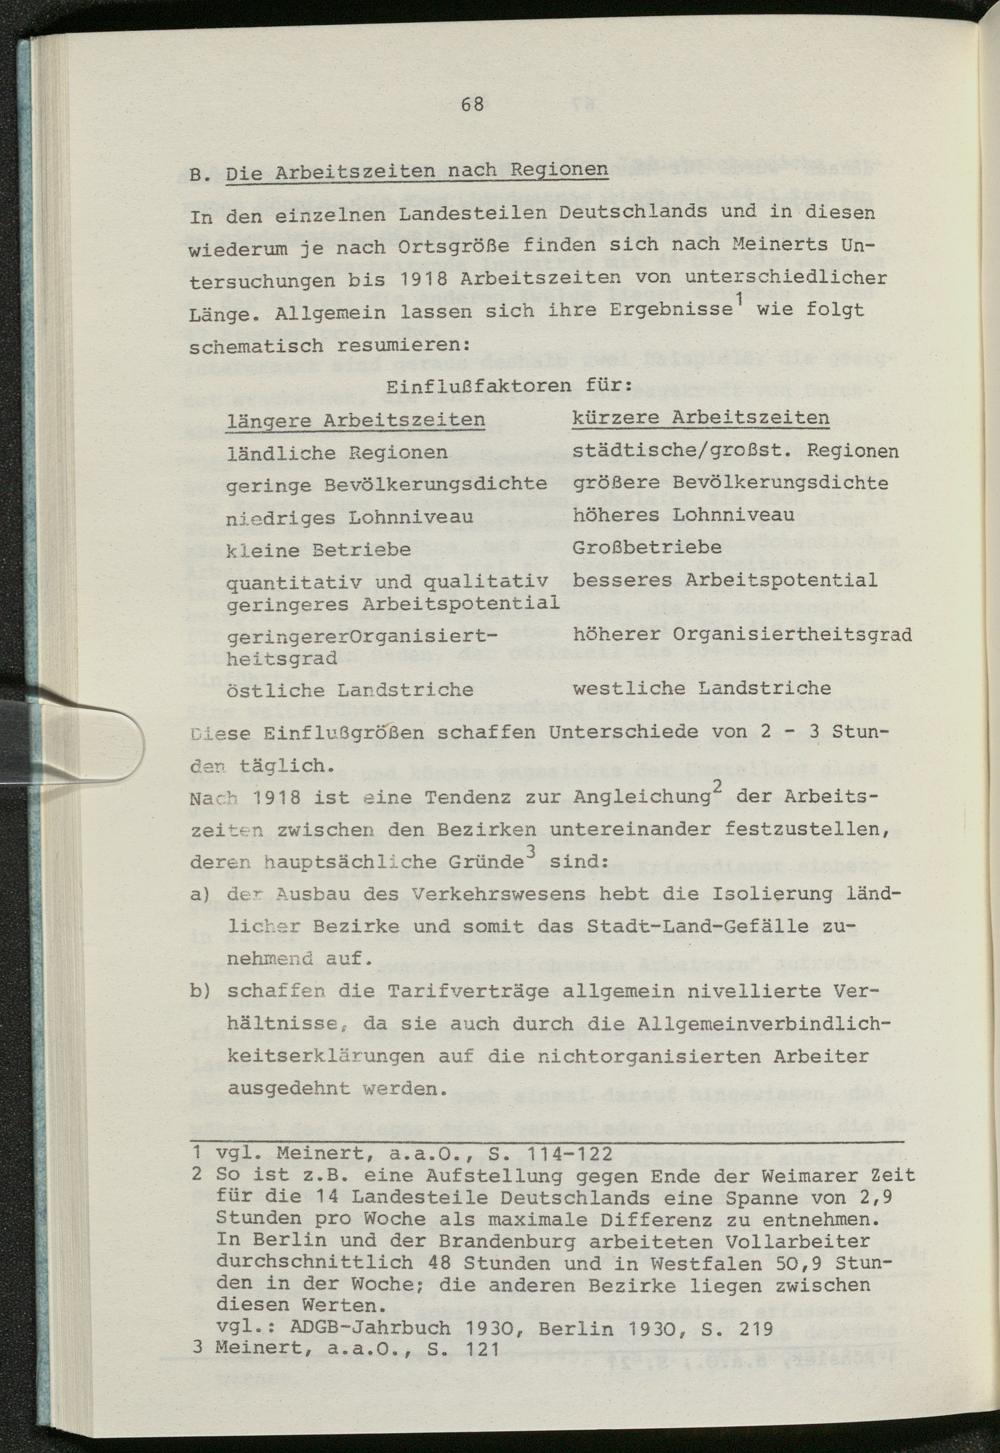 68
B. Die Arbeitszeiten nach Regionen
In den einzelnen Landesteilen Deutschlands und in diesen
wiederum je nach Ortsgröße finden sich nach Meinerts Un-
tersuchungen bis 1918 Arbeitszeiten von unterschiedlicher
Länge. Allgemein lassen sich ihre Ergebnisse1 wie folgt
schematisch resumieren:
Einflußfaktoren für:
längere Arbeitszeiten kürzere Arbeitszeiten
ländliche Regionen städtische/großst. Regionen
geringe Bevölkerungsdichte größere Bevölkerungsdichte
niedriges Lohnniveau höheres Lohnniveau
kleine Betriebe Großbetriebe
quantitativ und qualitativ besseres Arbeitspotential
geringeres Arbeitspotential
geringererOrganisiert- höherer Organisiertheitsgrad
heitsgrad
östliche Landstriche westliche Landstriche
Diese Einflußgrößen schaffen Unterschiede von 2 - 3 Stun-
den täglich.
Nach 1918 ist eine Tendenz zur Angleichung2 der Arbeits-
zeiten zwischen den Bezirken untereinander festzustellen,
deren hauptsächliche Gründe3 sind:
a) der Ausbau des Verkehrswesens hebt die Isolierung länd-
licher Bezirke und somit das Stadt-Land-Gefälle zu-
nehmend auf.
b) schaffen die Tarifverträge allgemein nivellierte Ver-
hältnisse, da sie auch durch die Allgemeinverbindlich-
keitserklärungen auf die nichtorganisierten Arbeiter
ausgedehnt werden.
1 vgl. Meinert, a.a.O., S. 114-122
2 So ist z.B. eine Aufstellung gegen Ende der Weimarer Zeit
für die 14 Landesteile Deutschlands eine Spanne von 2,9
Stunden pro Woche als maximale Differenz zu entnehmen.
In Berlin und der Brandenburg arbeiteten Vollarbeiter
durchschnittlich 48 Stunden und in Westfalen 50,9 Stun-
den in der Woche; die anderen Bezirke liegen zwischen
diesen Werten.
vgl.: ADGB-Jahrbuch 1930, Berlin 1930, S. 219
3 Meinert, a.a.O., S. 121